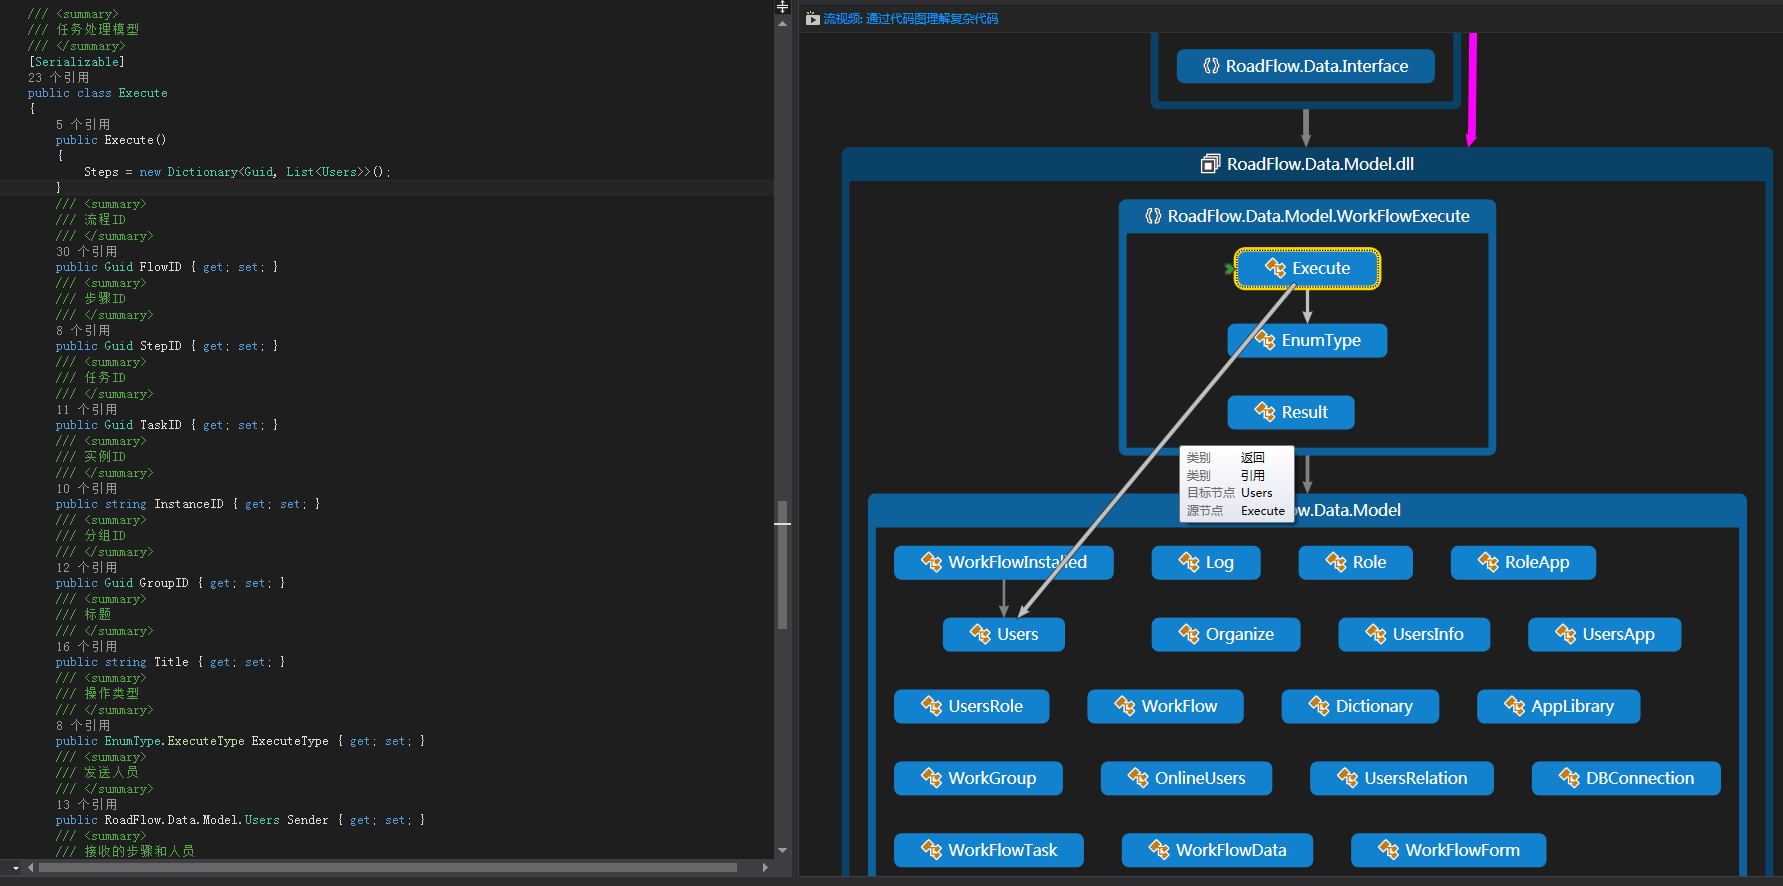 /// <summary>
/// 任务处理模型
/// </summary>
[Serializable]
23 个引用
public class Execute
{
5 个引用
public Execute()
{
Steps = new Dictionary<Guid, List<Users>>();
}
/// <summary>
/// 流程ID
/// </summary>
30 个引用
public Guid FlowID { get; set; }
/// <summary>
/// 步骤ID
/// </summary>
8 个引用
public Guid StepID { get; set; }
/// <summary>
/// 任务ID
/// </summary>
11 个引用
public Guid TaskID { get; set; }
/// <summary>
/// 实例ID
/// </summary>
10 个引用
public string InstanceID { get; set; }
/// <summary>
/// 分组ID
/// </summary>
12 个引用
public Guid GroupID { get; set; }
/// <summary>
/// 标题
/// </summary>
16 个引用
public string Title { get; set; }
/// <summary>
/// 操作类型
/// </summary>
8 个引用
public EnumType.ExecuteType ExecuteType { get; set; }
/// <summary>
/// 发送人员
/// </summary>
13 个引用
public RoadFlow.Data.Model.Users Sender { get; set; }
/// <summary>
/// 接收的步骤和人员
流视频: 通过代码图理解复杂代码
RoadFlow.Data.Interface
RoadFlow.Data.Model.dll
RoadFlow.Data.Model.WorkFlowExecute
Execute
EnumType
Result
类别 返回
类别 引用
目标节点 Users
源节点 Execute
ow.Data.Model
WorkFlowInstalled
Log
Role
RoleApp
Users
Organize
UsersInfo
UsersApp
UsersRole
WorkFlow
Dictionary
AppLibrary
WorkGroup
OnlineUsers
UsersRelation
DBConnection
WorkFlowTask
WorkFlowData
WorkFlowForm